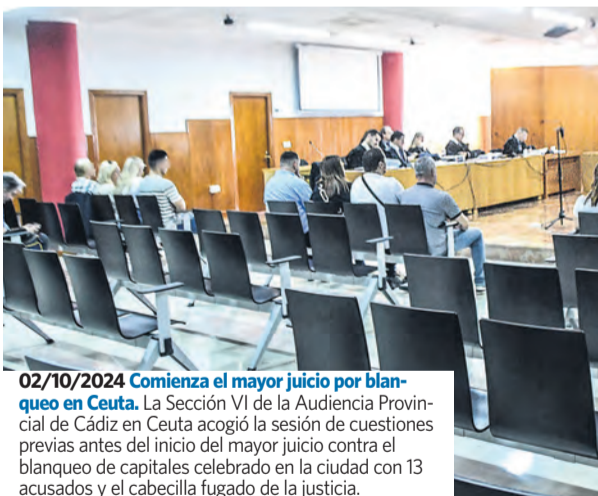 02/10/2024 Comienza el mayor juicio por blan-
queo en Ceuta. La Sección VI de la Audiencia Provin-
cial de Cádiz en Ceuta acogió la sesión de cuestiones
previas antes del inicio del mayor juicio contra el
blanqueo de capitales celebrado en la ciudad con 13
acusados y el cabecilla fugado de la justicia.